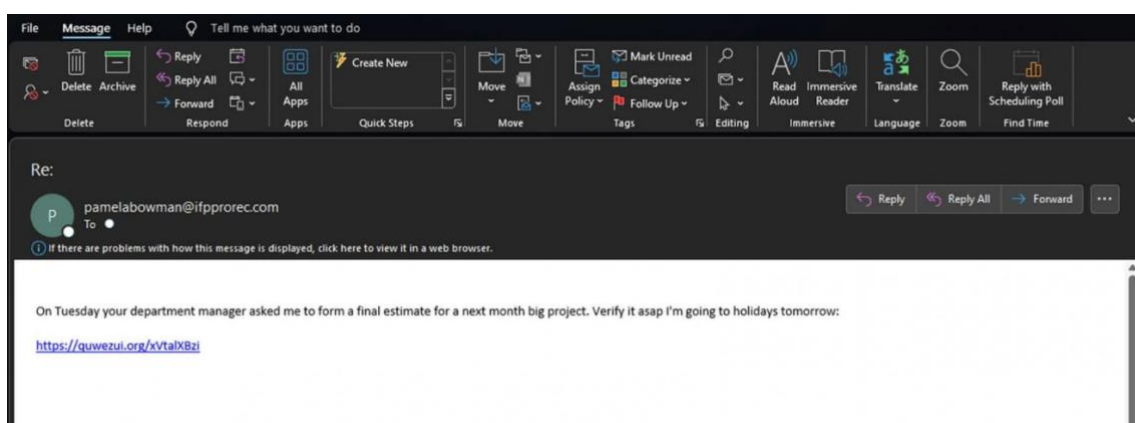 File Message Help Tell me what you want to do
Delete Archive
Reply
Reply All
Forward
All Apps
Create New
Move
Assign Policy
Mark Unread
Categorize
Follow Up
Read Aloud
Immersive Reader
Translate
Zoom
Reply with Scheduling Poll
Delete Respond Apps Quick Steps Move Tags Editing Immersive Language Zoom Find Time
Re:
P
pamelabowman@ifpprorec.com
To
Reply Reply All Forward
If there are problems with how this message is displayed, click here to view it in a web browser.
On Tuesday your department manager asked me to form a final estimate for a next month big project. Verify it asap I'm going to holidays tomorrow:
https://quwezui.org/xVtalXBzi